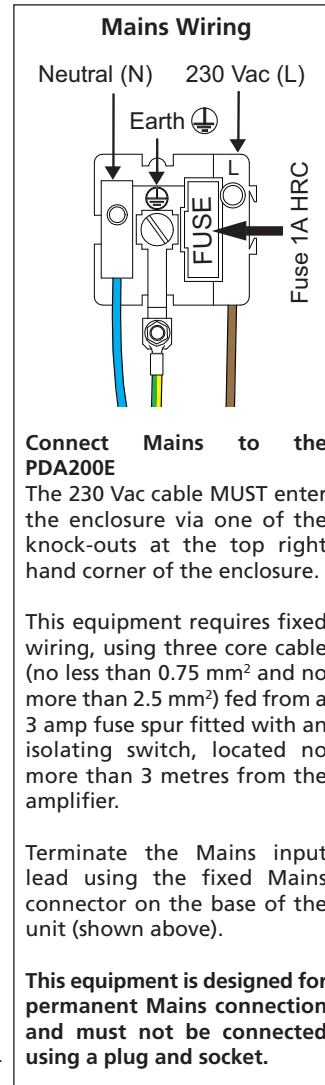 Mains Wiring
Neutral (N) 230 Vac (L)
Earth
L
FUSE
Fuse 1A HRC
Connect Mains to the
PDA200E
The 230 Vac cable MUST enter
the enclosure via one of the
knock-outs at the top right
hand corner of the enclosure.
This equipment requires fixed
wiring, using three core cable
(no less than 0.75 mm² and no
more than 2.5 mm²) fed from a
3 amp fuse spur fitted with an
isolating switch, located no
more than 3 metres from the
amplifier.
Terminate the Mains input
lead using the fixed Mains
connector on the base of the
unit (shown above).
This equipment is designed for
permanent Mains connection
and must not be connected
using a plug and socket.